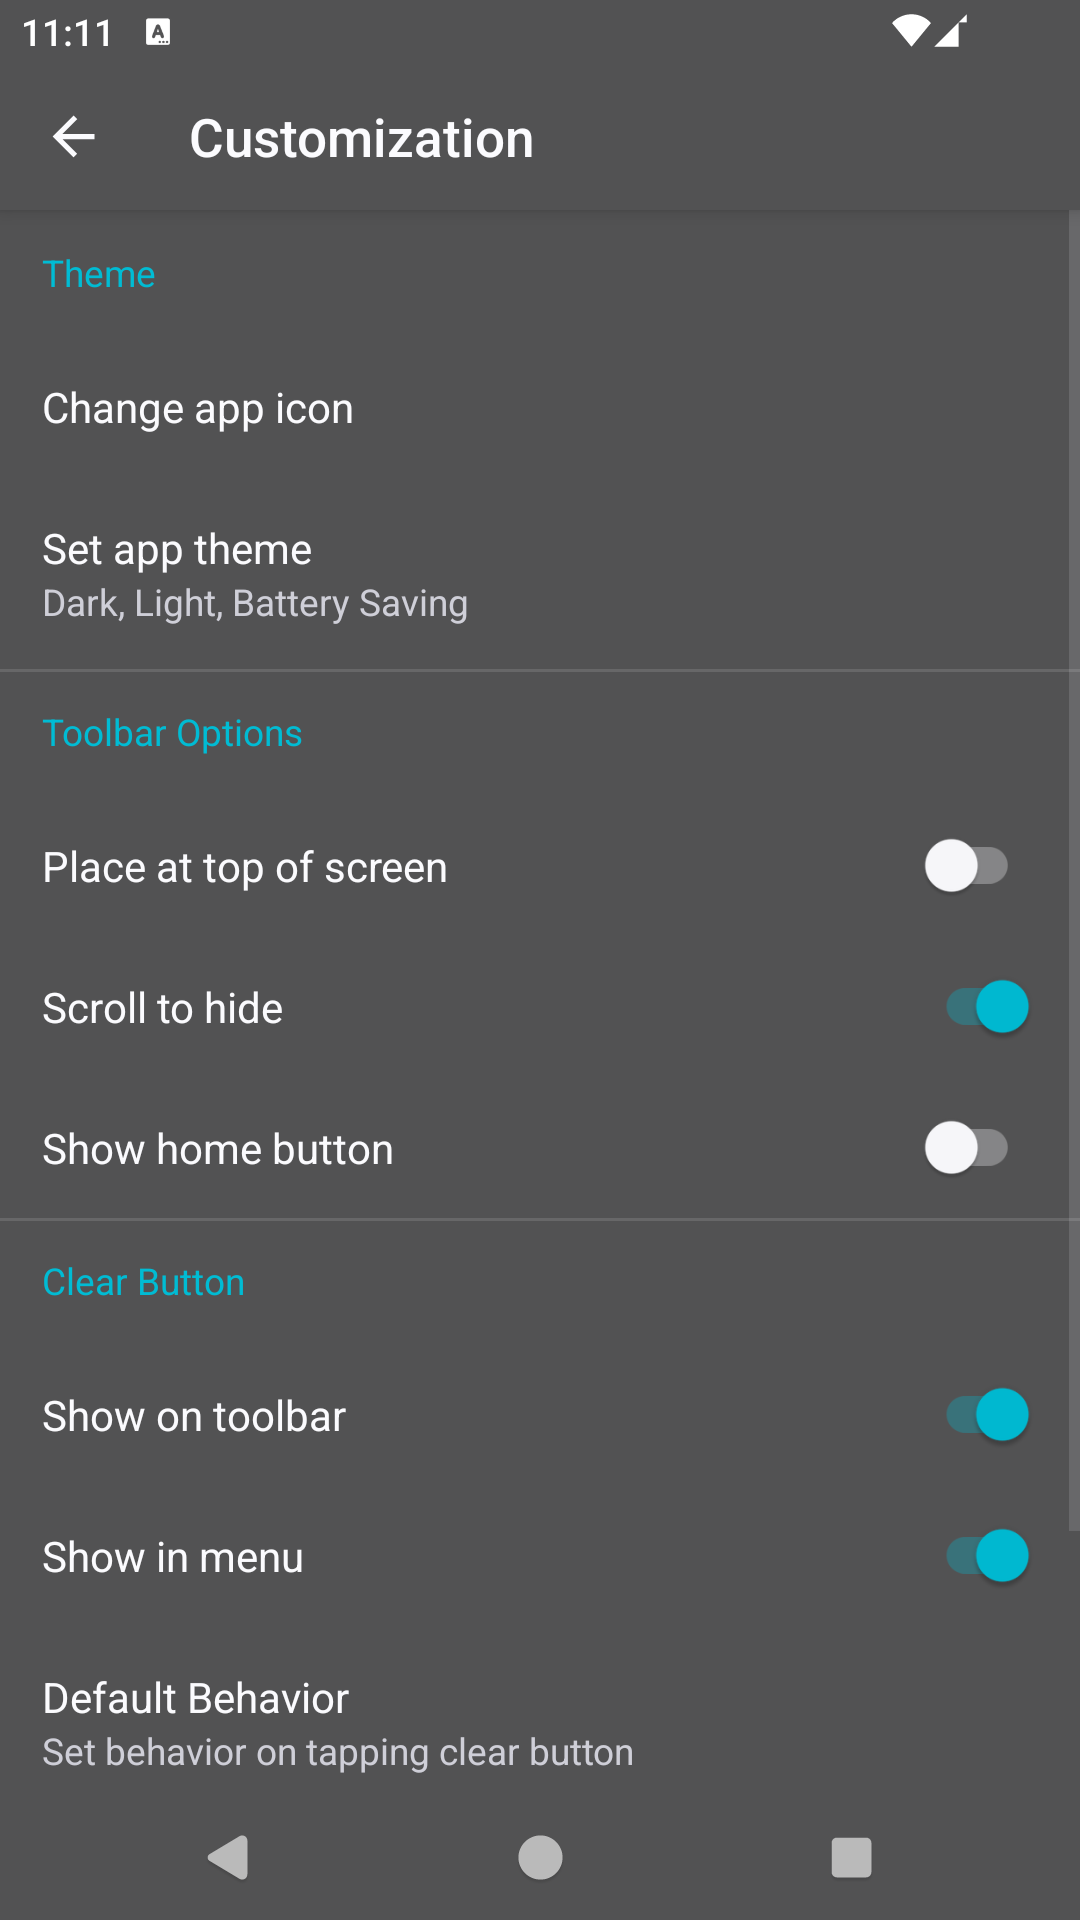 11:11
Customization
Theme
Change app icon
Set app theme
Dark, Light, Battery Saving
Toolbar Options
Place at top of screen
Scroll to hide
Show home button
Clear Button
Show on toolbar
Show in menu
Default Behavior
Set behavior on tapping clear button